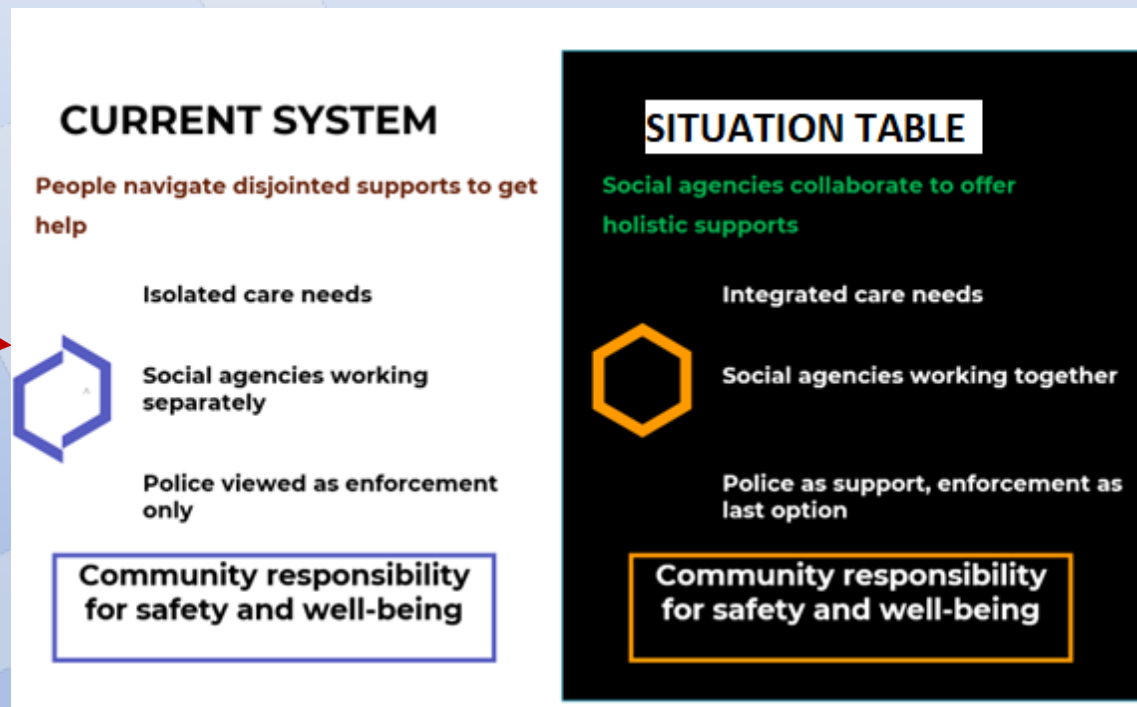 CURRENT SYSTEM
People navigate disjointed supports to get
help
Isolated care needs
Social agencies working
separately
Police viewed as enforcement
only
Community responsibility
for safety and well-being
SITUATION TABLE
Social agencies collaborate to offer
holistic supports
Integrated care needs
Social agencies working together
Police as support, enforcement as
last option
Community responsibility
for safety and well-being